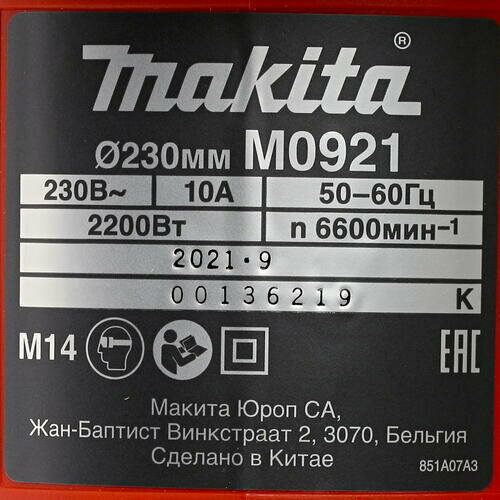 makita®
Ø230мм M0921
230В~ 10А 50–60Гц
2200Вт n 6600мин⁻¹
2021.9
00136219 K
M14 EAC
Макита Юроп СА,
Жан-Баптист Винкстраат 2, 3070, Бельгия
Сделано в Китае
851A07A3